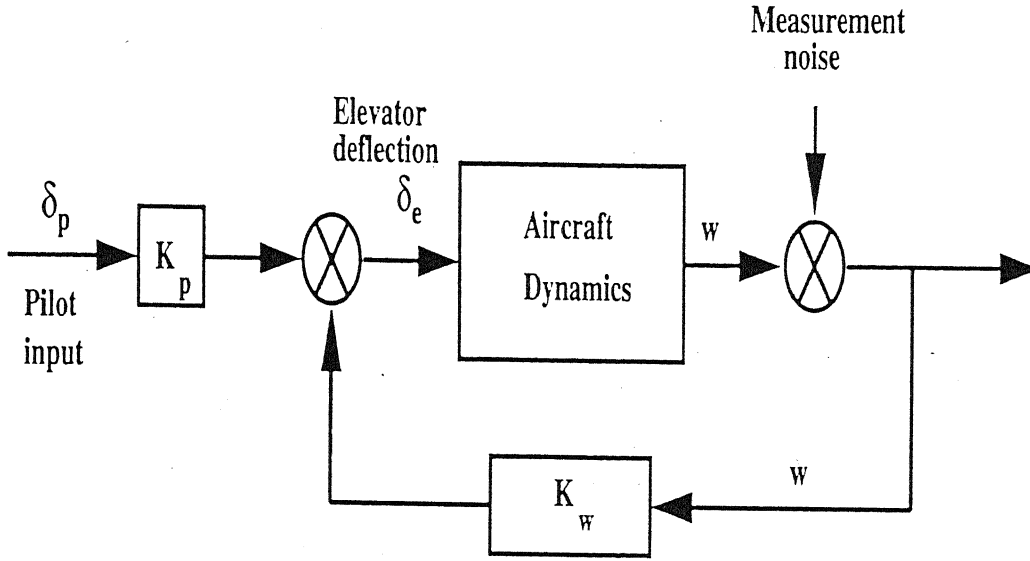 Measurement
noise
Elevator
deflection
δe
δp
Kp
Pilot
input
Aircraft
Dynamics
w
w
Kw